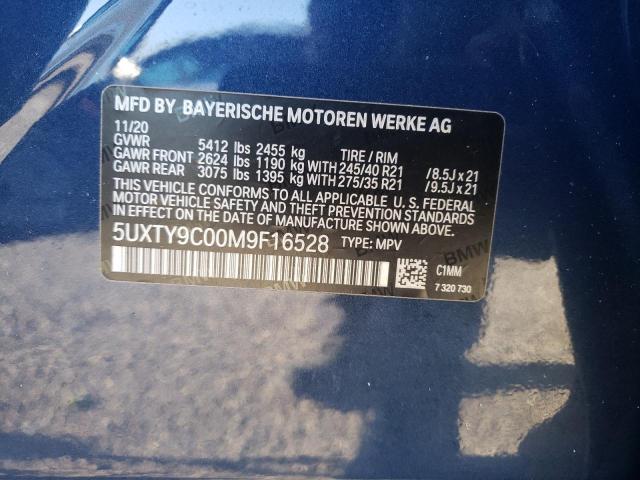 MFD BY BAYERISCHE MOTOREN WERKE AG
11/20
GVWR 5412 lbs 2455 kg TIRE / RIM
GAWR FRONT 2624 lbs 1190 kg WITH 245/40 R21 /8.5J x 21
GAWR REAR 3075 lbs 1395 kg WITH 275/35 R21 /9.5J x 21
THIS VEHICLE CONFORMS TO ALL APPLICABLE U. S. FEDERAL
MOTOR VEHICLE SAFETY, BUMPER, AND THEFT PREVENTION
STANDARDS IN EFFECT ON THE DATE OF MANUFACTURE SHOWN ABOVE.
5UXTY9C00M9F16528 TYPE: MPV
C1MM
7 320 730
BMW